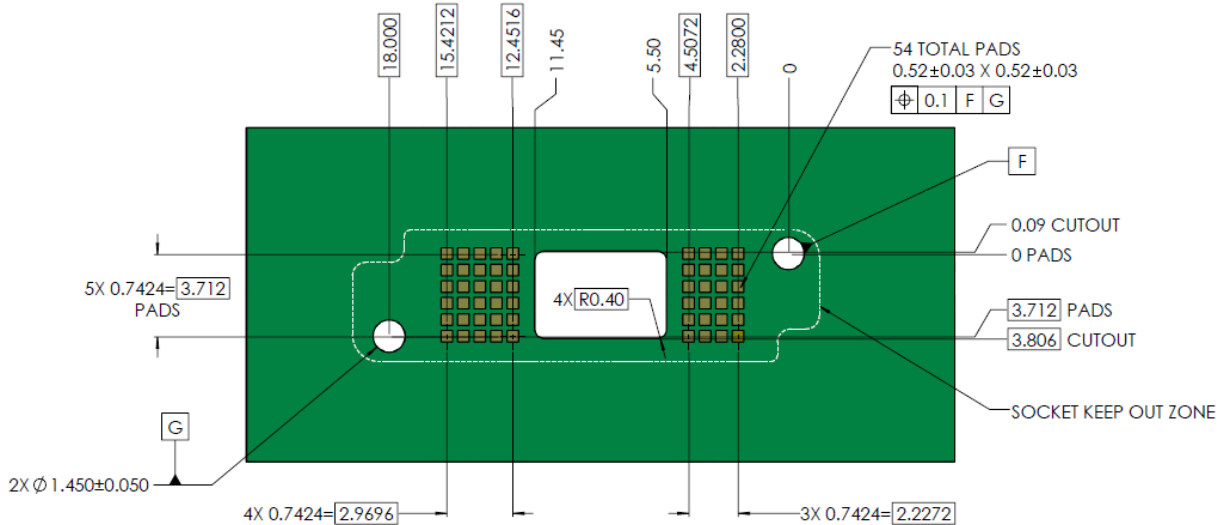 18.000
15.4212
12.4516
11.45
5.50
4.5072
2.2800
0
54 TOTAL PADS
0.52±0.03 X 0.52±0.03
⌖ 0.1 F G
F
0.09 CUTOUT
0 PADS
5X 0.7424= 3.712
PADS
4X R0.40
3.712 PADS
3.806 CUTOUT
SOCKET KEEP OUT ZONE
G
2X ∅ 1.450±0.050
4X 0.7424= 2.9696
3X 0.7424= 2.2272